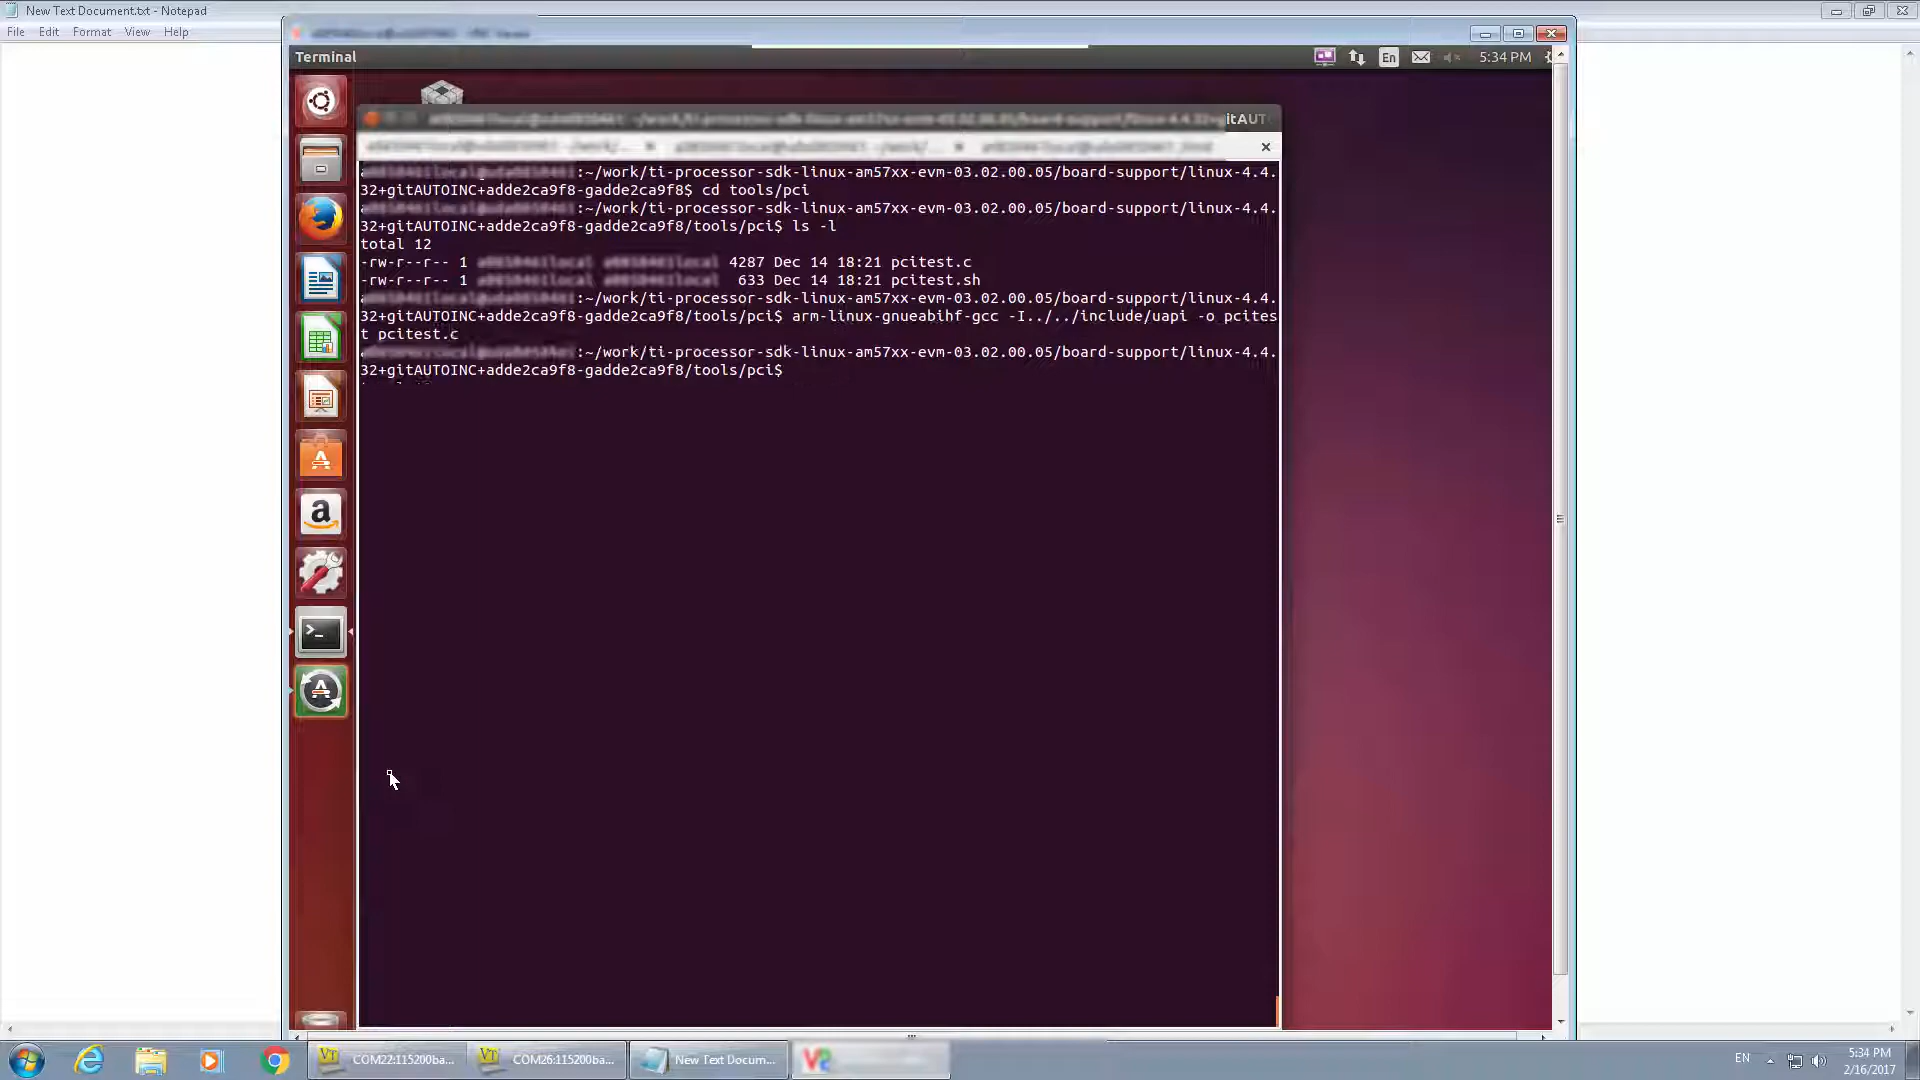 New Text Document.txt - Notepad
File Edit Format View Help
Terminal
En
5:34 PM
itAUT
:~/work/ti-processor-sdk-linux-am57xx-evm-03.02.00.05/board-support/linux-4.4.
32+gitAUTOINC+adde2ca9f8-gadde2ca9f8$ cd tools/pci
:~/work/ti-processor-sdk-linux-am57xx-evm-03.02.00.05/board-support/linux-4.4.
32+gitAUTOINC+adde2ca9f8-gadde2ca9f8/tools/pci$ ls -l
total 12
-rw-r--r-- 1 4287 Dec 14 18:21 pcitest.c
-rw-r--r-- 1 633 Dec 14 18:21 pcitest.sh
:~/work/ti-processor-sdk-linux-am57xx-evm-03.02.00.05/board-support/linux-4.4.
32+gitAUTOINC+adde2ca9f8-gadde2ca9f8/tools/pci$ arm-linux-gnueabihf-gcc -I../../include/uapi -o pcites
t pcitest.c
:~/work/ti-processor-sdk-linux-am57xx-evm-03.02.00.05/board-support/linux-4.4.
32+gitAUTOINC+adde2ca9f8-gadde2ca9f8/tools/pci$
COM22:115200ba...
COM26:115200ba...
New Text Docum...
EN
5:34 PM
2/16/2017